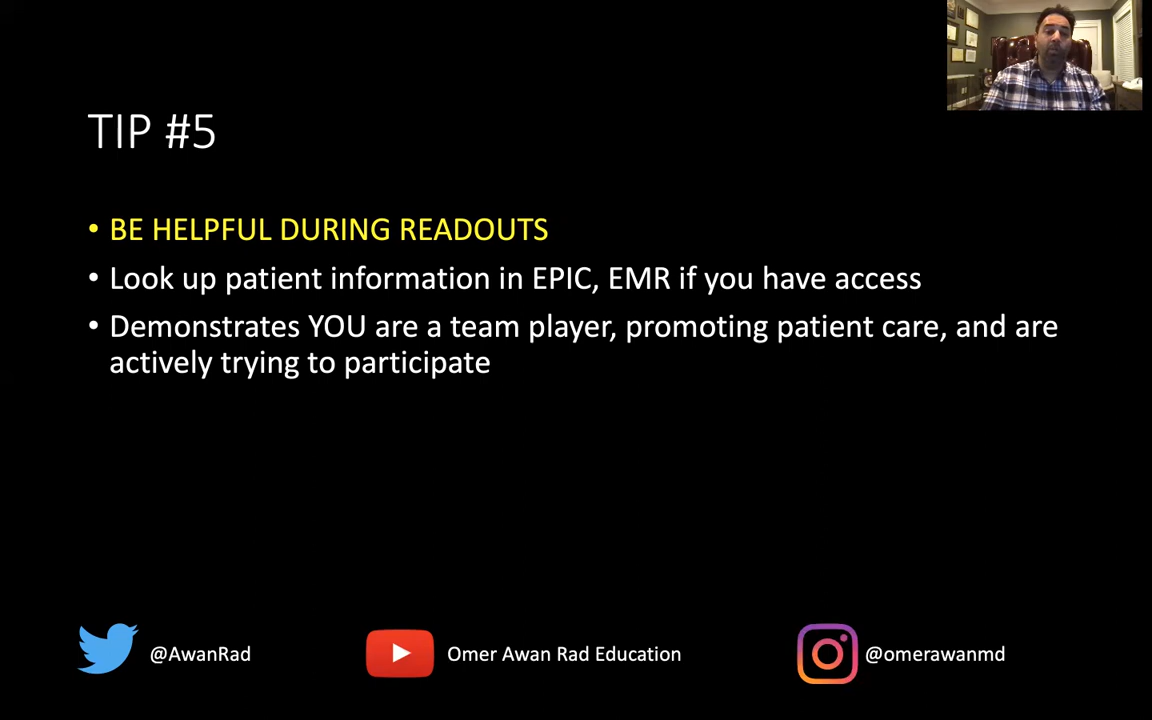 TIP #5
• BE HELPFUL DURING READOUTS
• Look up patient information in EPIC, EMR if you have access
• Demonstrates YOU are a team player, promoting patient care, and are
actively trying to participate
@AwanRad
Omer Awan Rad Education
@omerawanmd